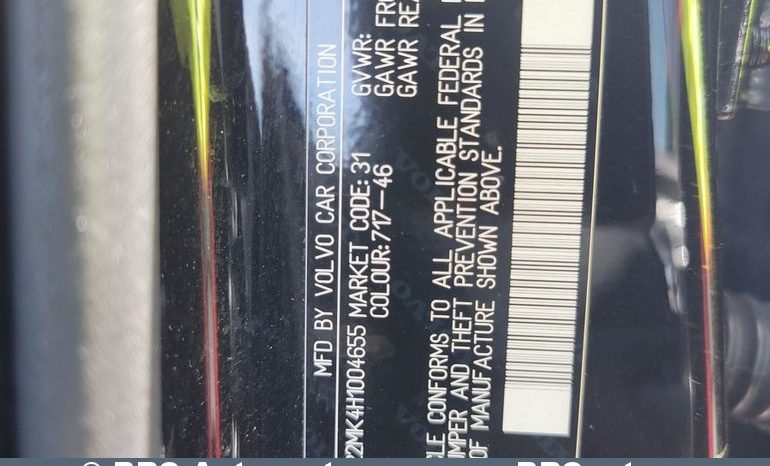 MFD BY VOLVO CAR CORPORATION
22MK4H1004655 MARKET CODE: 31 GVWR:
COLOUR: 717-46 GAWR
GAWR
CONFORMS TO ALL APPLICABLE FEDERAL
AND THEFT PREVENTION STANDARDS IN
OF MANUFACTURE SHOWN ABOVE.